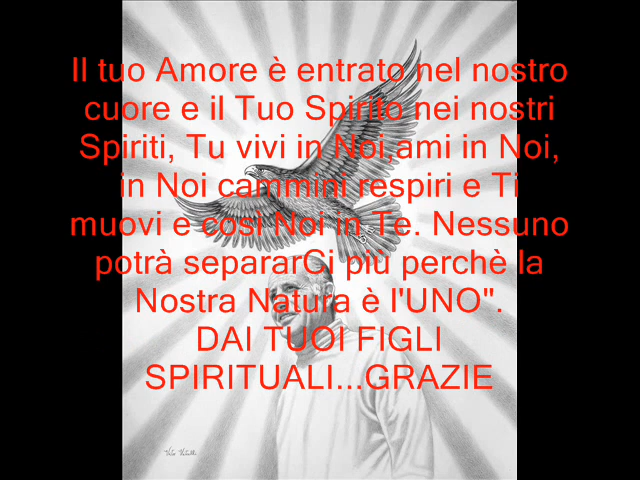 Il tuo Amore è entrato nel nostro
cuore e il Tuo Spirito nei nostri
Spiriti, Tu vivi in Noi,ami in Noi,
in Noi cammini respiri e Ti
muovi e così Noi in Te. Nessuno
potrà separarCi più perchè la
Nostra Natura è l'UNO".
DAI TUOI FIGLI
SPIRITUALI...GRAZIE